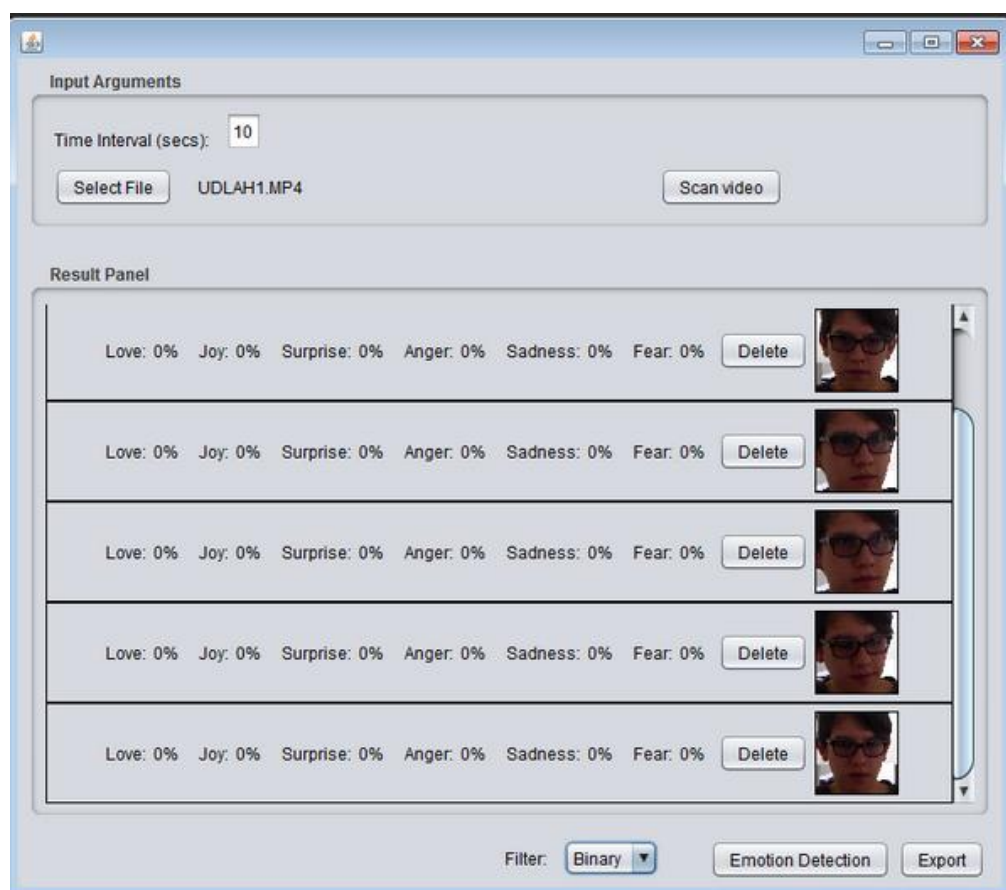 Input Arguments
Time Interval (secs): 10
Select File UDLAH1.MP4 Scan video
Result Panel
Love: 0% Joy: 0% Surprise: 0% Anger: 0% Sadness: 0% Fear: 0% Delete
Love: 0% Joy: 0% Surprise: 0% Anger: 0% Sadness: 0% Fear: 0% Delete
Love: 0% Joy: 0% Surprise: 0% Anger: 0% Sadness: 0% Fear: 0% Delete
Love: 0% Joy: 0% Surprise: 0% Anger: 0% Sadness: 0% Fear: 0% Delete
Love: 0% Joy: 0% Surprise: 0% Anger: 0% Sadness: 0% Fear: 0% Delete
Filter: Binary Emotion Detection Export